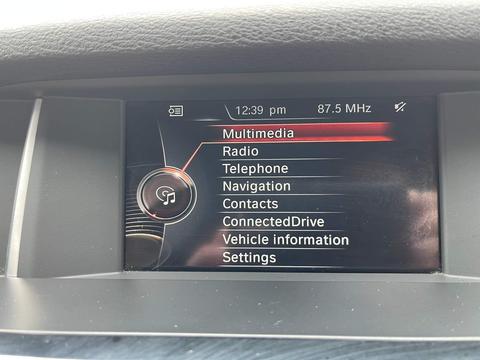 12:39 pm 87.5 MHz
Multimedia
Radio
Telephone
Navigation
Contacts
ConnectedDrive
Vehicle information
Settings